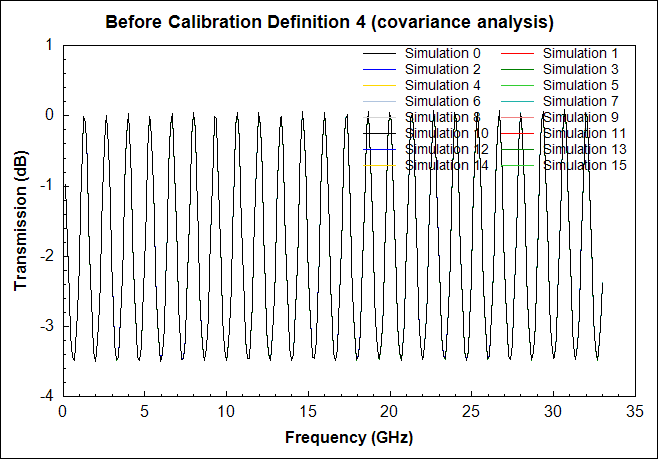 Before Calibration Definition 4 (covariance analysis)
Simulation 0 Simulation 1
Simulation 2 Simulation 3
Simulation 4 Simulation 5
Simulation 6 Simulation 7
Simulation 8 Simulation 9
Simulation 10 Simulation 11
Simulation 12 Simulation 13
Simulation 14 Simulation 15
1
0
-1
-2
-3
-4
Transmission (dB)
0 5 10 15 20 25 30 35
Frequency (GHz)